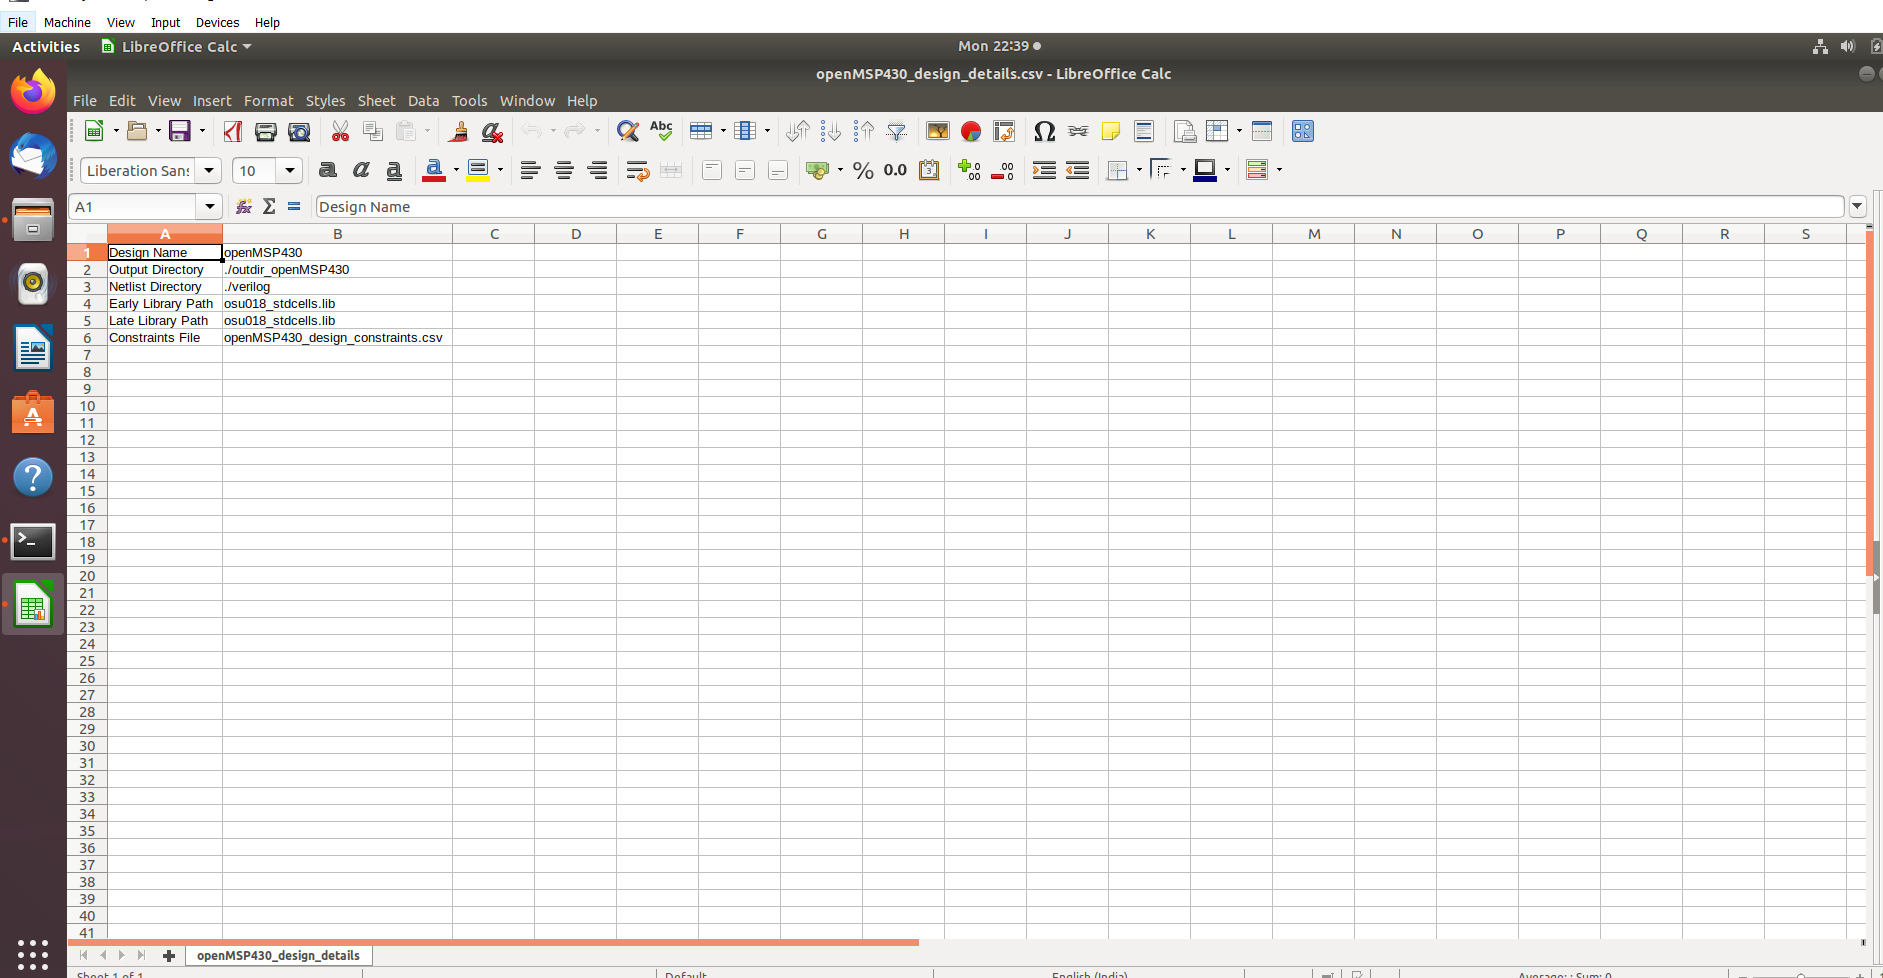 File Machine View Input Devices Help
Activities LibreOffice Calc Mon 22:39
openMSP430_design_details.csv - LibreOffice Calc
File Edit View Insert Format Styles Sheet Data Tools Window Help
Abc
Liberation Sans 10 a a a a % 0.0
A1 fx Σ = Design Name
A B C D E F G H I J K L M N O P Q R S
1 Design Name openMSP430
2 Output Directory ./outdir_openMSP430
3 Netlist Directory ./verilog
4 Early Library Path osu018_stdcells.lib
5 Late Library Path osu018_stdcells.lib
6 Constraints File openMSP430_design_constraints.csv
7
8
9
10
11
12
13
14
15
16
17
18
19
20
21
22
23
24
25
26
27
28
29
30
31
32
33
34
35
36
37
38
39
40
41
openMSP430_design_details
Sheet 1 of 1 Default English (India) Average: ; Sum: 0